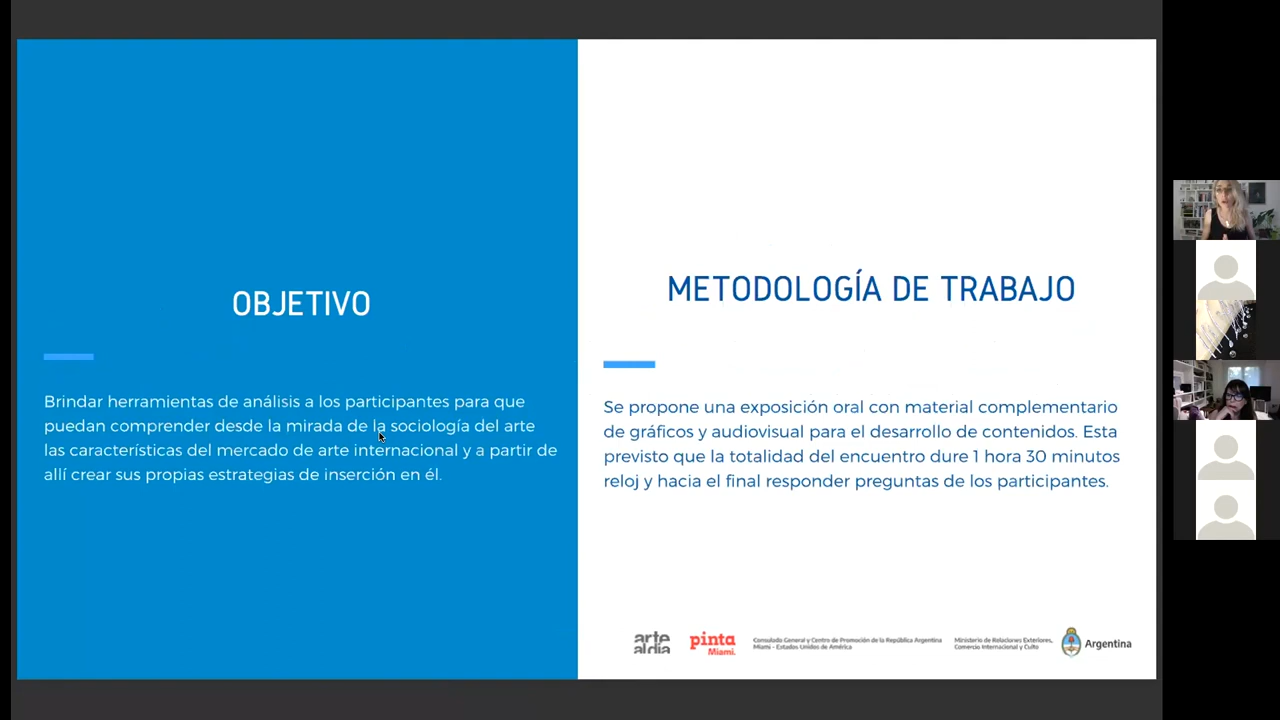 OBJETIVO
Brindar herramientas de análisis a los participantes para que
puedan comprender desde la mirada de la sociología del arte
las características del mercado de arte internacional y a partir de
allí crear sus propias estrategias de inserción en él.
METODOLOGÍA DE TRABAJO
Se propone una exposición oral con material complementario
de gráficos y audiovisual para el desarrollo de contenidos. Esta
previsto que la totalidad del encuentro dure 1 hora 30 minutos
reloj y hacia el final responder preguntas de los participantes.
arte
al día
pinta
Miami.
Consulado General y Centro de Promoción de la República Argentina
Miami - Estados Unidos de América
Ministerio de Relaciones Exteriores,
Comercio Internacional y Culto
Argentina